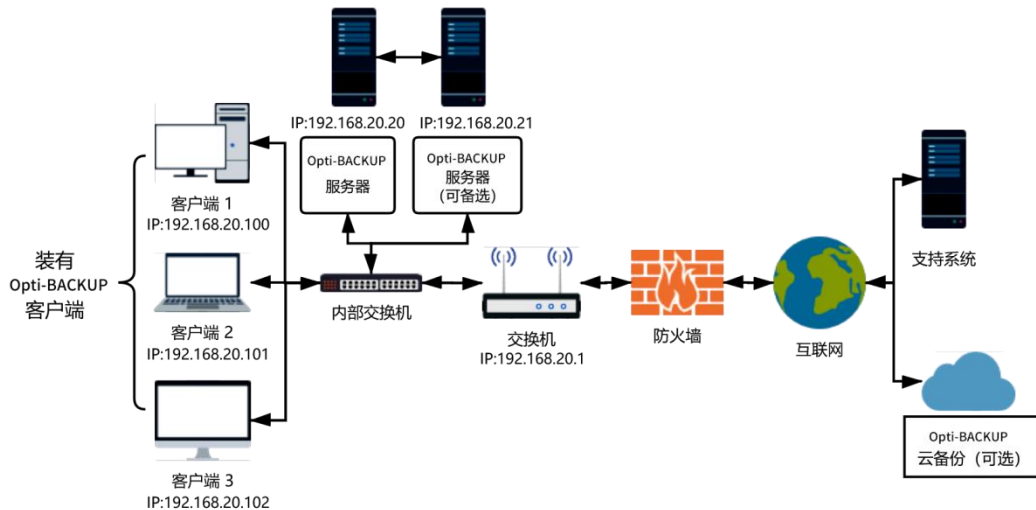 IP:192.168.20.20
IP:192.168.20.21
Opti-BACKUP
服务器
Opti-BACKUP
服务器
(可备选)
客户端 1
IP:192.168.20.100
装有
Opti-BACKUP
客户端
客户端 2
IP:192.168.20.101
客户端 3
IP:192.168.20.102
内部交换机
交换机
IP:192.168.20.1
防火墙
互联网
支持系统
Opti-BACKUP
云备份（可选）